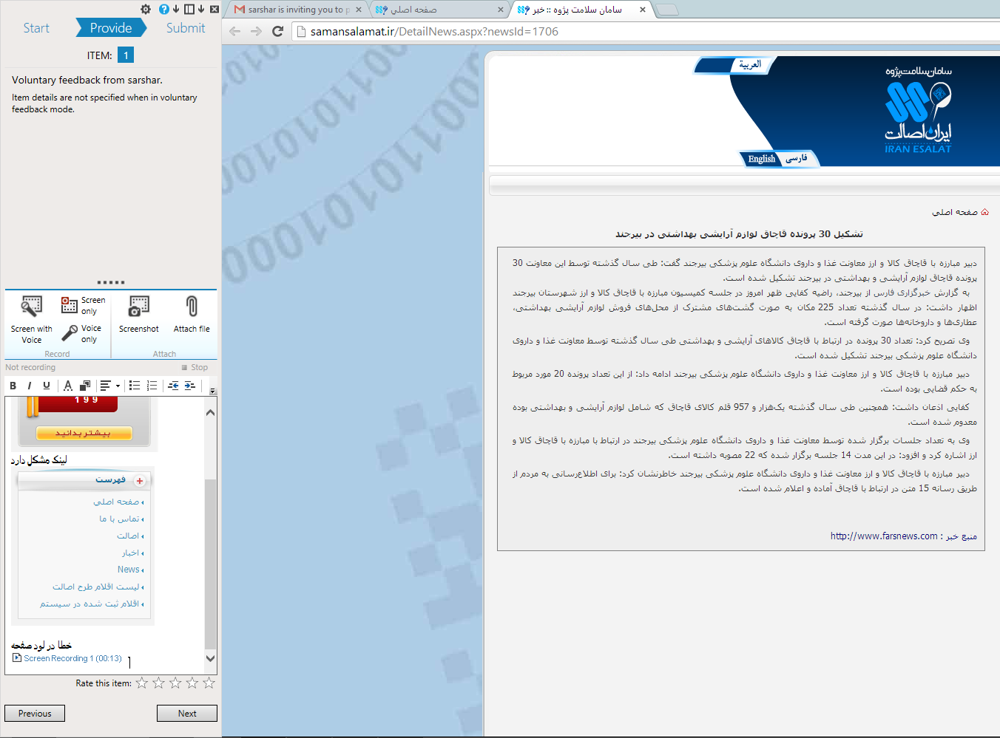 Start
Provide
Submit
ITEM: 1
Voluntary feedback from sarshar.
Item details are not specified when in voluntary
feedback mode.
Screen with
Voice
Screen
only
Voice
only
Record
Screenshot
Attach file
Attach
Not recording
Stop
B I U A
1 9 9
بیشتر بدانید
لینک مشکل دارد
فهرست
صفحه اصلي
تماس با ما
اصالت
اخبار
News
لیست اقلام طرح اصالت
اقلام ثبت شده در سیستم
خطا در لود صفحه
Screen Recording 1 (00:13)
Rate this item:
Previous
Next
sarshar is inviting you to p
صفحه اصلي
سامان سلامت پژوه :: خبر
samansalamat.ir/DetailNews.aspx?newsId=1706
العربية
سامان سلامت پژوه
ایران اصالت
IRAN ESALAT
English
فارسی
صفحه اصلي
تشکیل 30 پرونده قاچاق لوازم آرایشی بهداشتی در بیرجند
دبیر مبارزه با قاچاق کالا و ارز معاونت غذا و داروی دانشگاه علوم پزشکی بیرجند گفت: طی سال گذشته توسط این معاونت 30
پرونده قاچاق لوازم آرایشی و بهداشتی در بیرجند تشکیل شده است.
به گزارش خبرگزاری فارس از بیرجند، راضیه کفایی ظهر امروز در جلسه کمیسیون مبارزه با قاچاق کالا و ارز شهرستان بیرجند
اظهار داشت: در سال گذشته تعداد 225 مکان به صورت گشت‌های مشترک از محل‌های فروش لوازم آرایشی بهداشتی،
عطاری‌ها و داروخانه‌ها صورت گرفته است.
وی تصریح کرد: تعداد 30 پرونده در ارتباط با قاچاق کالاهای آرایشی و بهداشتی طی سال گذشته توسط معاونت غذا و داروی
دانشگاه علوم پزشکی بیرجند تشکیل شده است.
دبیر مبارزه با قاچاق کالا و ارز معاونت غذا و داروی دانشگاه علوم پزشکی بیرجند ادامه داد: از این تعداد پرونده 20 مورد مربوط
به حکم قضایی بوده است.
کفایی اذعان داشت: همچنین طی سال گذشته یک‌هزار و 957 قلم کالای قاچاق که شامل لوازم آرایشی و بهداشتی بوده
معدوم شده است.
وی به تعداد جلسات برگزار شده توسط معاونت غذا و داروی دانشگاه علوم پزشکی بیرجند در ارتباط با مبارزه با قاچاق کالا و
ارز اشاره کرد و افزود: در این مدت 14 جلسه برگزار شده که 22 مصوبه داشته است.
دبیر مبارزه با قاچاق کالا و ارز معاونت غذا و داروی دانشگاه علوم پزشکی بیرجند خاطرنشان کرد: برای اطلاع‌رسانی به مردم از
طریق رسانه 15 متن در ارتباط با قاچاق آماده و اعلام شده است.
منبع خبر : http://www.farsnews.com